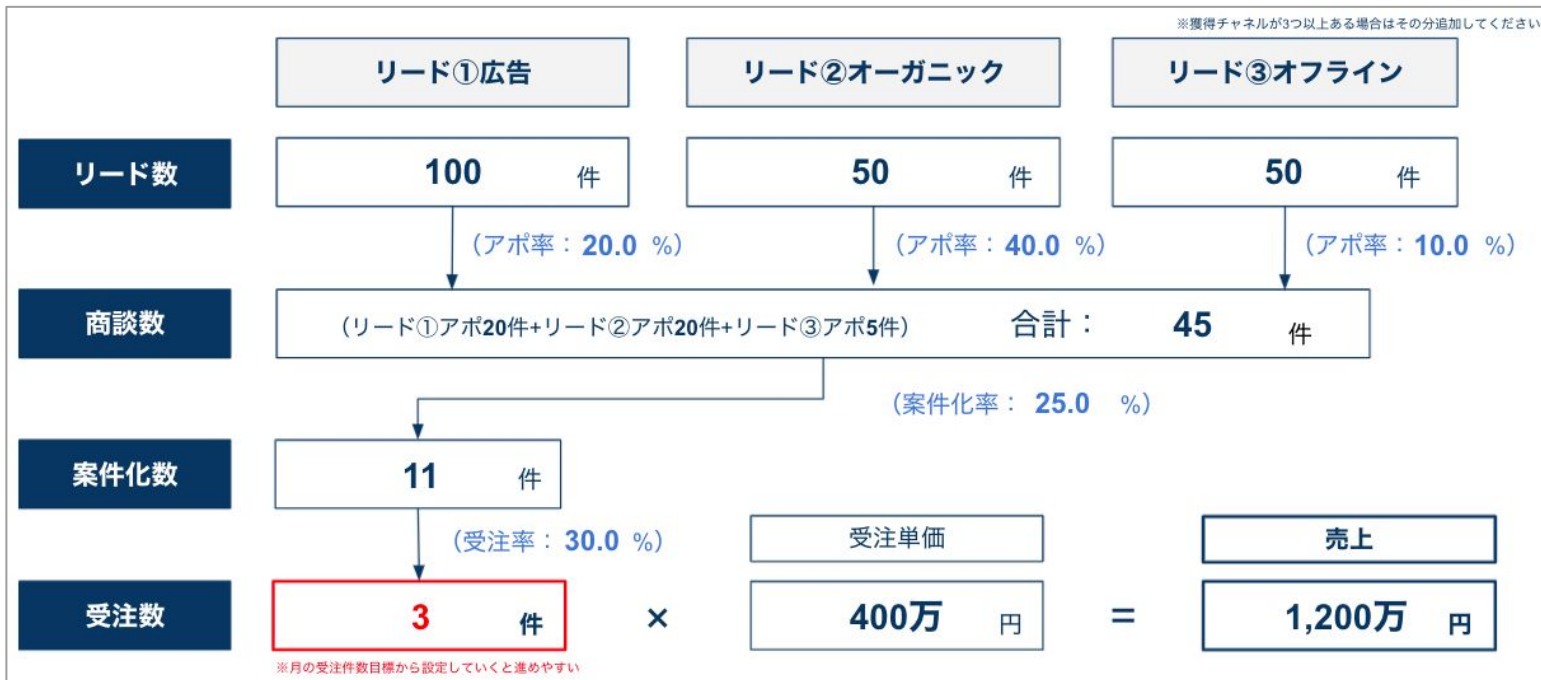 ※獲得チャネルが3つ以上ある場合はその分追加してください
リード①広告 リード②オーガニック リード③オフライン
リード数 100 件 50 件 50 件
（アポ率：20.0 %） （アポ率：40.0 %） （アポ率：10.0 %）
商談数 （リード①アポ20件+リード②アポ20件+リード③アポ5件） 合計： 45 件
（案件化率： 25.0 %）
案件化数 11 件
（受注率：30.0 %） 受注単価 売上
受注数 3 件 × 400万 円 = 1,200万 円
※月の受注件数目標から設定していくと進めやすい